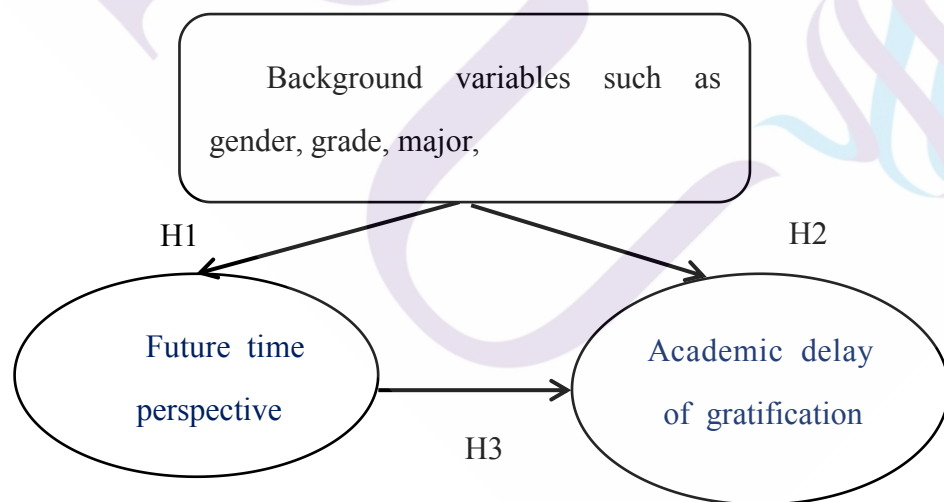 Background variables such as
gender, grade, major,
H1
H2
Future time
perspective
Academic delay
of gratification
H3